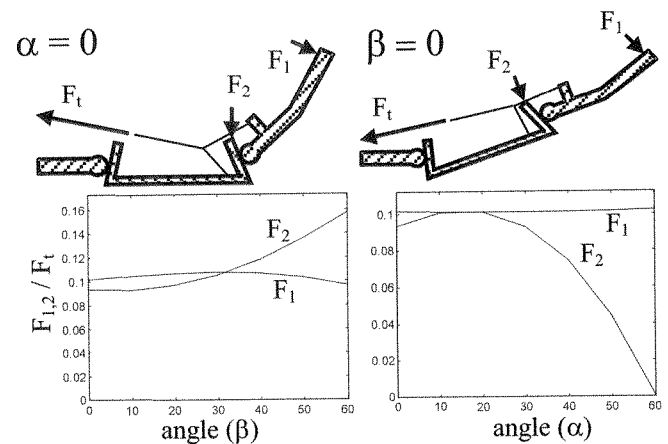 α = 0
F1
F2
Ft
β = 0
F1
F2
Ft
F1,2 / Ft
0.16
0.14
0.12
0.1
0.08
0.06
0.04
0.02
0
F2
F1
0 10 20 30 40 50 60
angle (β)
0.1
0.08
0.06
0.04
0.02
0
F1
F2
0 10 20 30 40 50 60
angle (α)